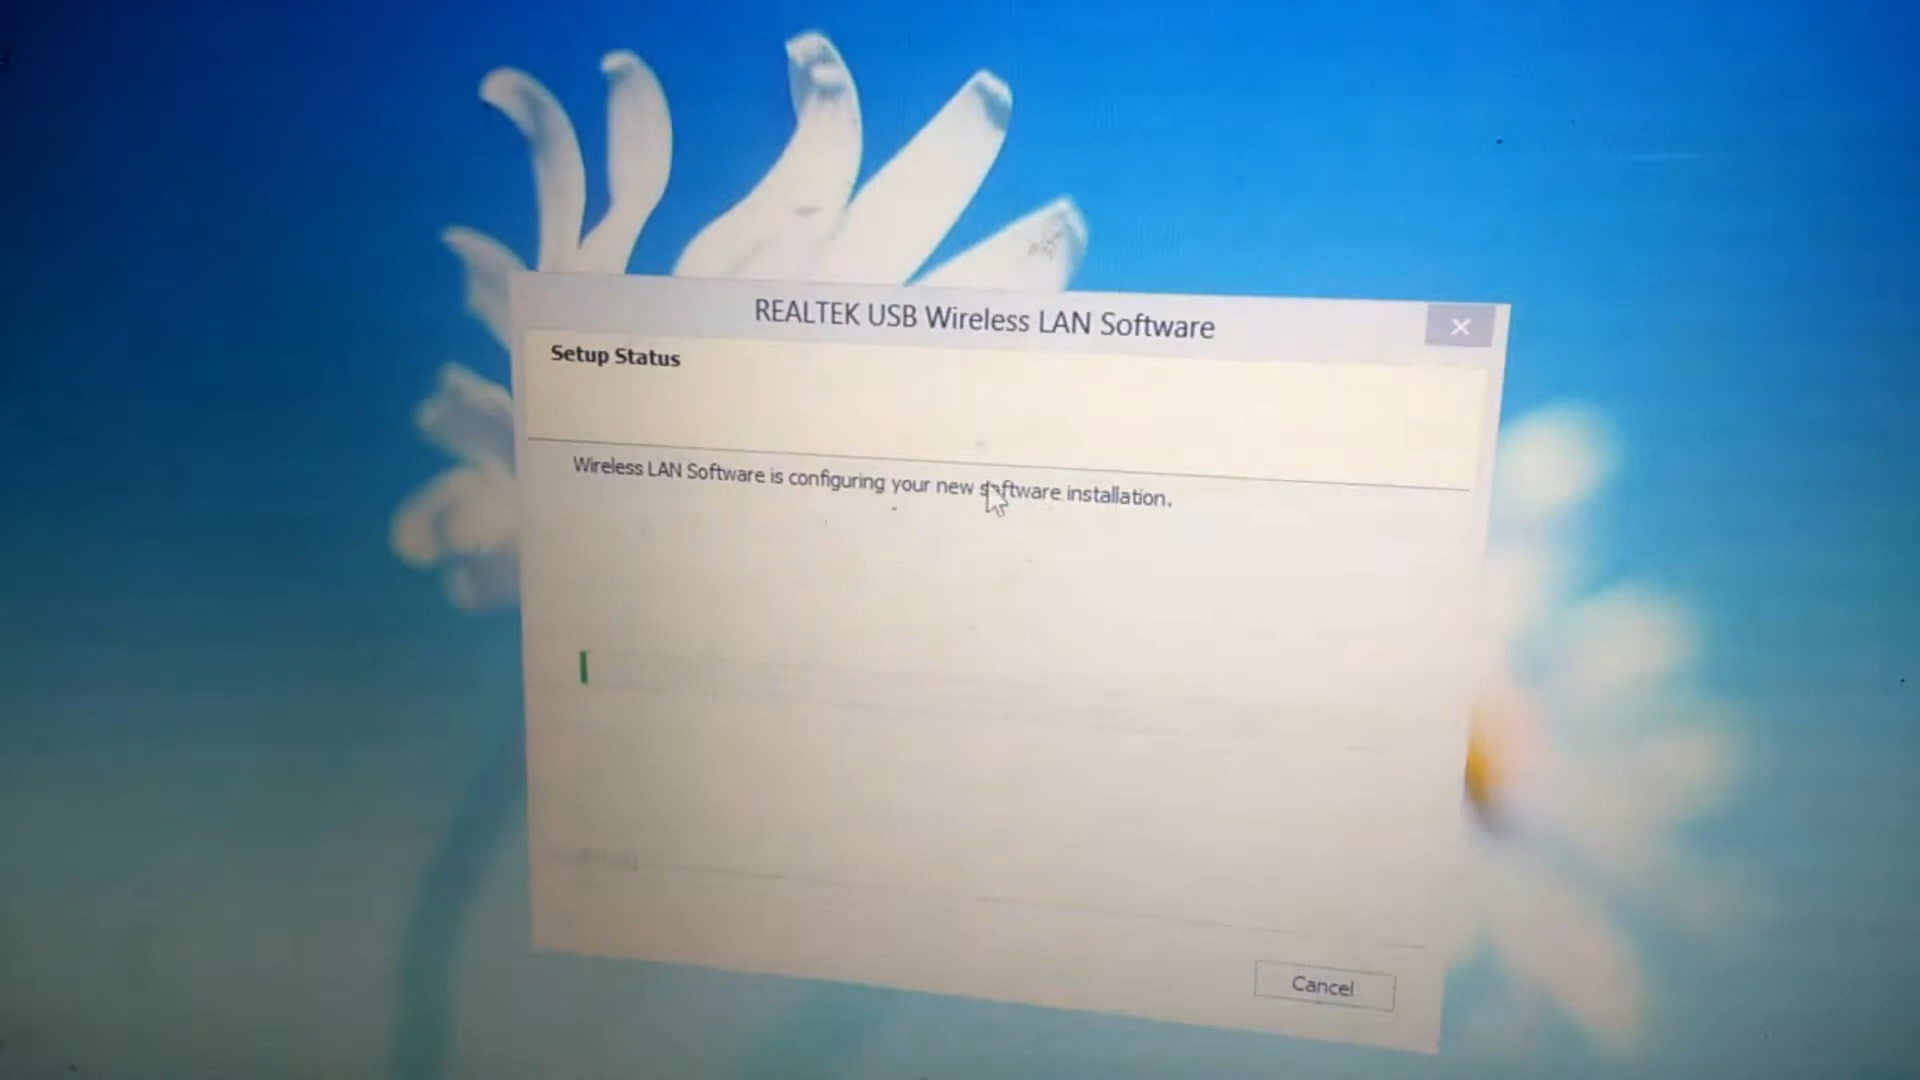 REALTEK USB Wireless LAN Software
Setup Status
Wireless LAN Software is configuring your new software installation.
Cancel